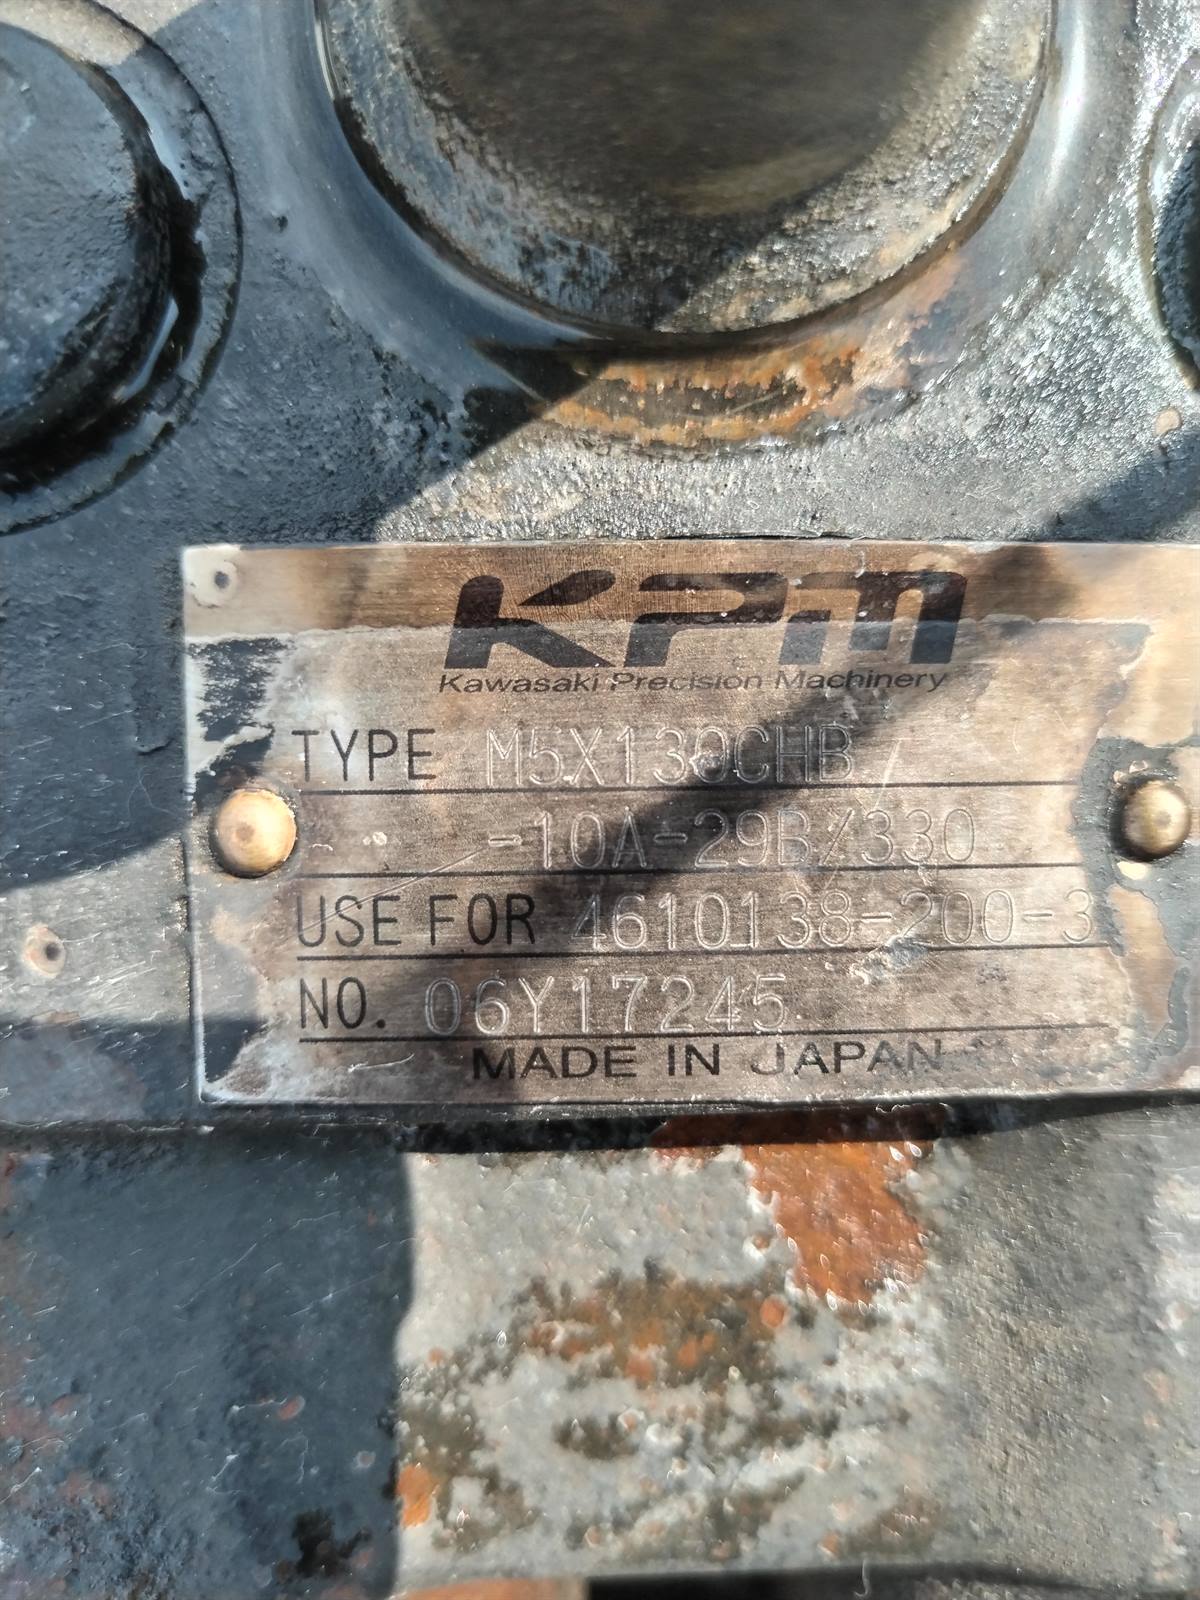 KPM
Kawasaki Precision Machinery
TYPE M5X130CHB
-10A-29B/330
USE FOR 4610138-200-3
NO. 06Y17245
MADE IN JAPAN